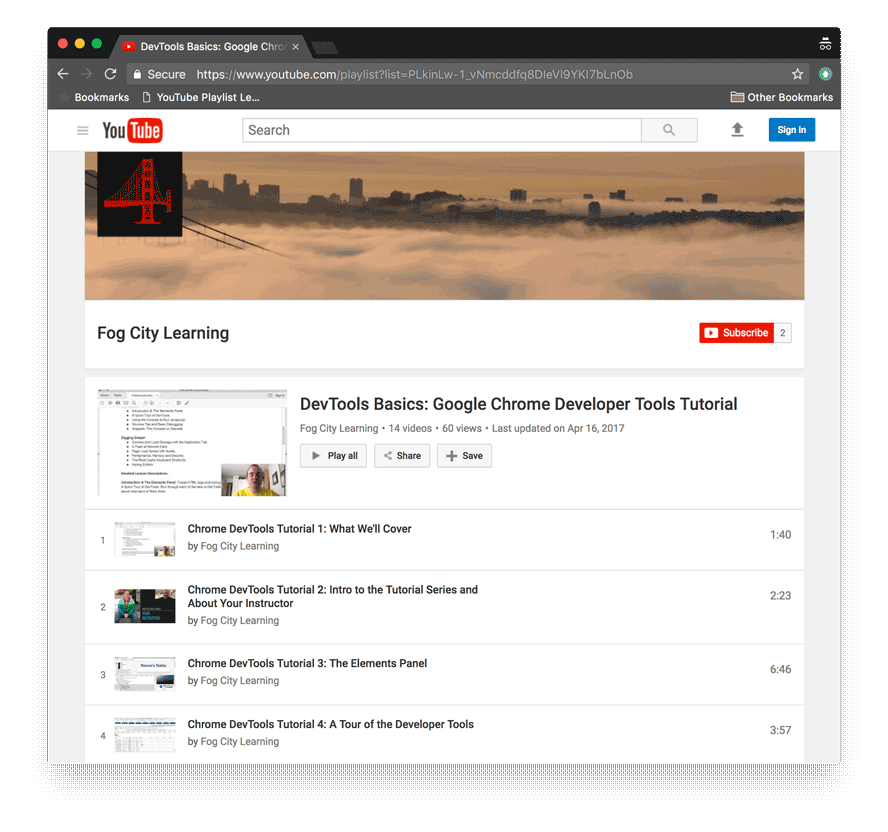 DevTools Basics: Google Chro
Secure https://www.youtube.com/playlist?list=PLkinLw-1_vNmcddfq8DleVl9YKI7bLnOb
Bookmarks YouTube Playlist Le... Other Bookmarks
YouTube Search Sign In
Fog City Learning Subscribe 2
DevTools Basics: Google Chrome Developer Tools Tutorial
Fog City Learning • 14 videos • 60 views • Last updated on Apr 16, 2017
Play all Share Save
1 Chrome DevTools Tutorial 1: What We'll Cover 1:40
by Fog City Learning
2 Chrome DevTools Tutorial 2: Intro to the Tutorial Series and 2:23
About Your Instructor
by Fog City Learning
3 Chrome DevTools Tutorial 3: The Elements Panel 6:46
by Fog City Learning
4 Chrome DevTools Tutorial 4: A Tour of the Developer Tools 3:57
by Fog City Learning